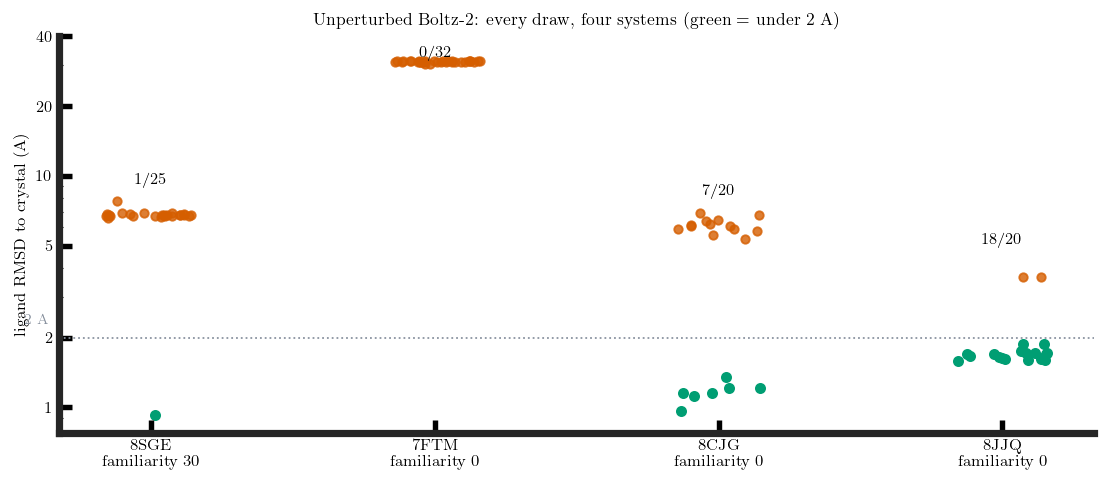 Unperturbed Boltz-2: every draw, four systems (green = under 2 A)
ligand RMSD to crystal (A)
40
20
10
5
2
1
2 A
1/25
0/32
7/20
18/20
8SGE
familiarity 30
7FTM
familiarity 0
8CJG
familiarity 0
8JJQ
familiarity 0